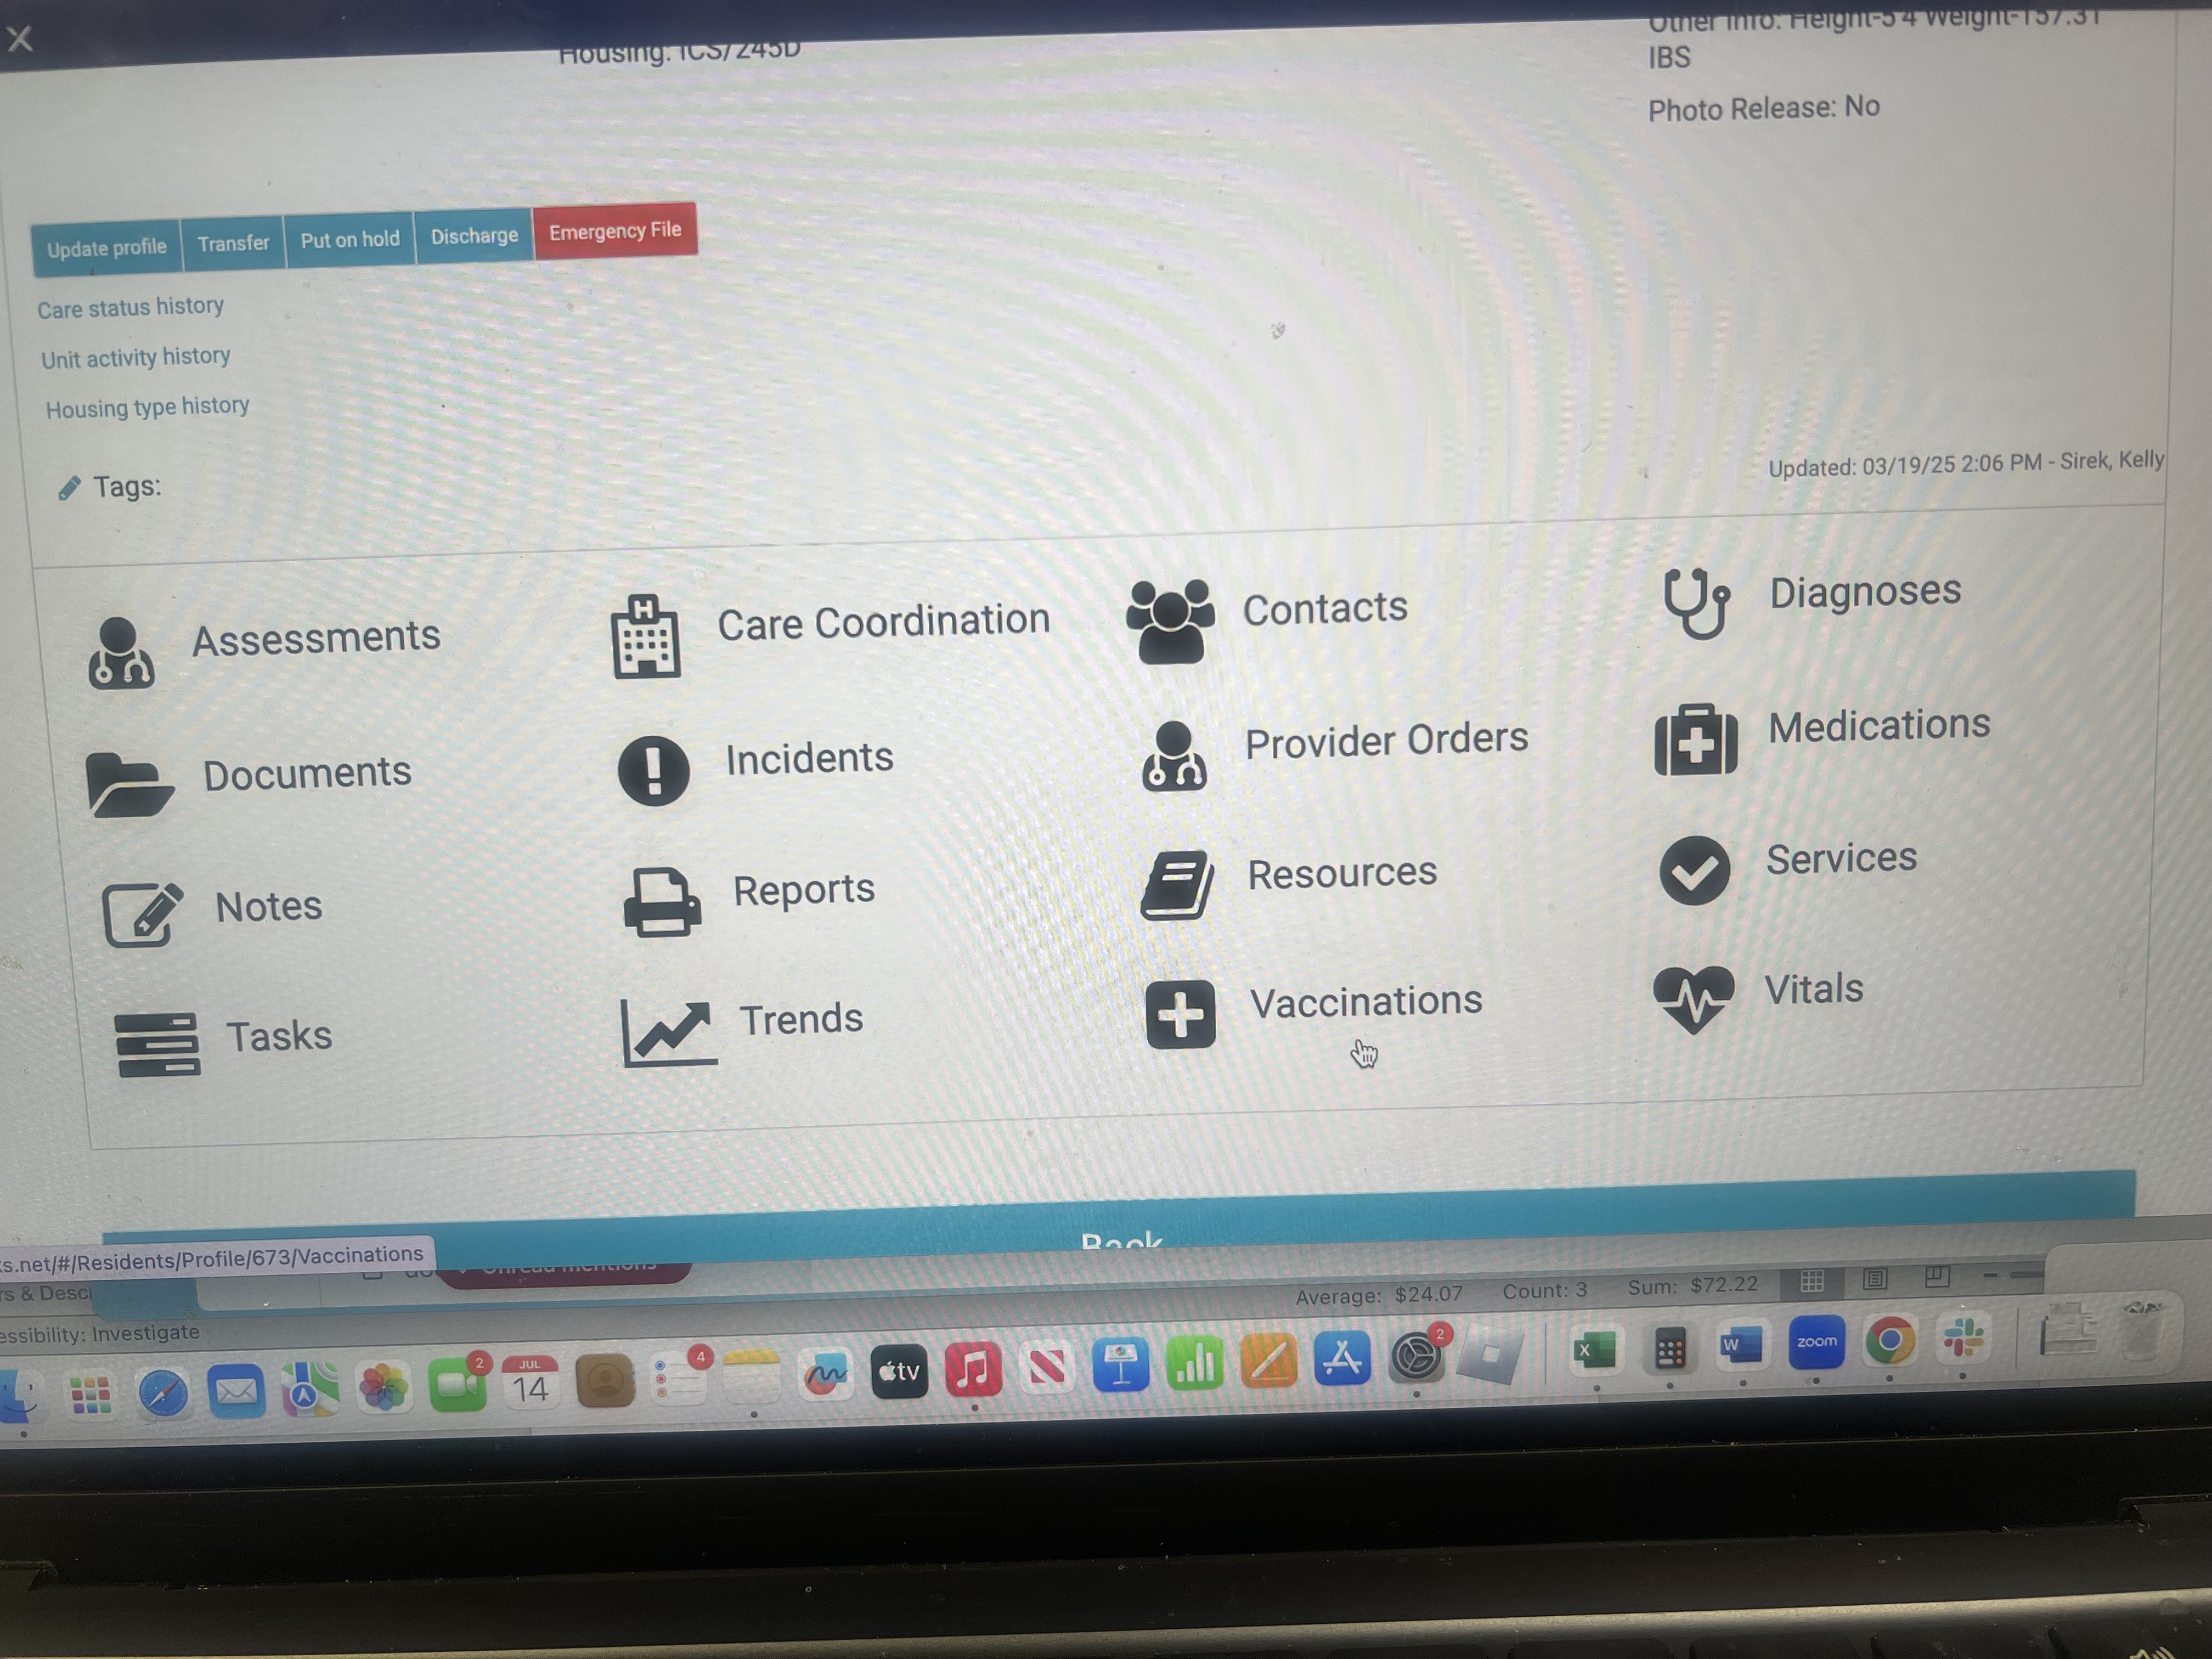 Other Info: Height-5'4 Weight-157.31
IBS
Housing: ICS/245D
Photo Release: No
Update profile
Transfer
Put on hold
Discharge
Emergency File
Care status history
Unit activity history
Housing type history
Tags:
Updated: 03/19/25 2:06 PM - Sirek, Kelly
Assessments
Care Coordination
Contacts
Diagnoses
Documents
Incidents
Provider Orders
Medications
Notes
Reports
Resources
Services
Tasks
Trends
Vaccinations
Vitals
Back
s.net/#/Residents/Profile/673/Vaccinations
Unread mentions
rs & Desc
Average: $24.07
Count: 3
Sum: $72.22
essibility: Investigate
2
JUL
14
4
tv
2
X
W
zoom